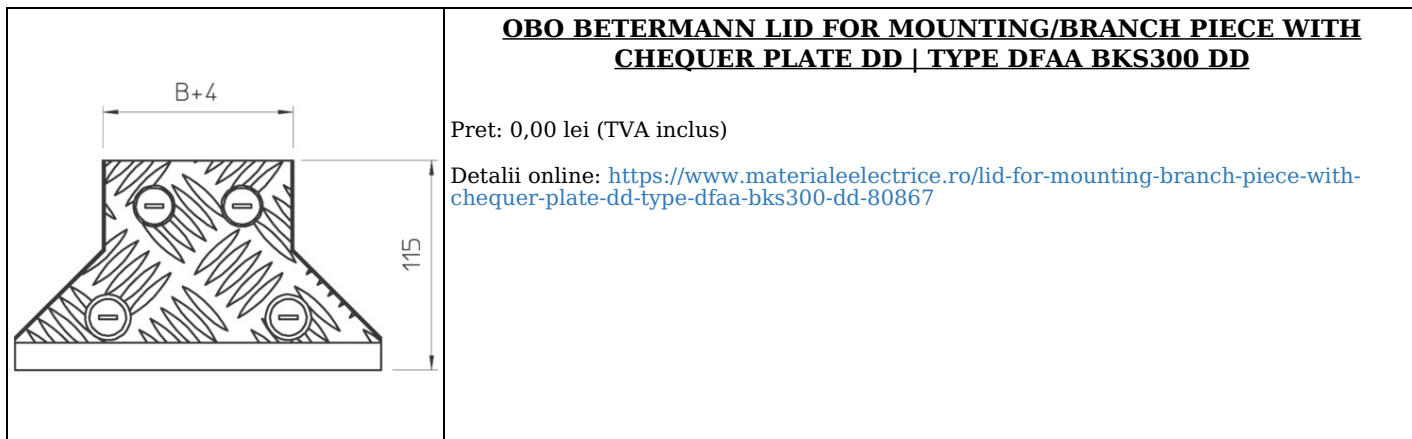 B+4
115
OBO BETERMANN LID FOR MOUNTING/BRANCH PIECE WITH
CHEQUER PLATE DD | TYPE DFAA BKS300 DD
Pret: 0,00 lei (TVA inclus)
Detalii online: https://www.materialeelectrice.ro/lid-for-mounting-branch-piece-with-
chequer-plate-dd-type-dfaa-bks300-dd-80867